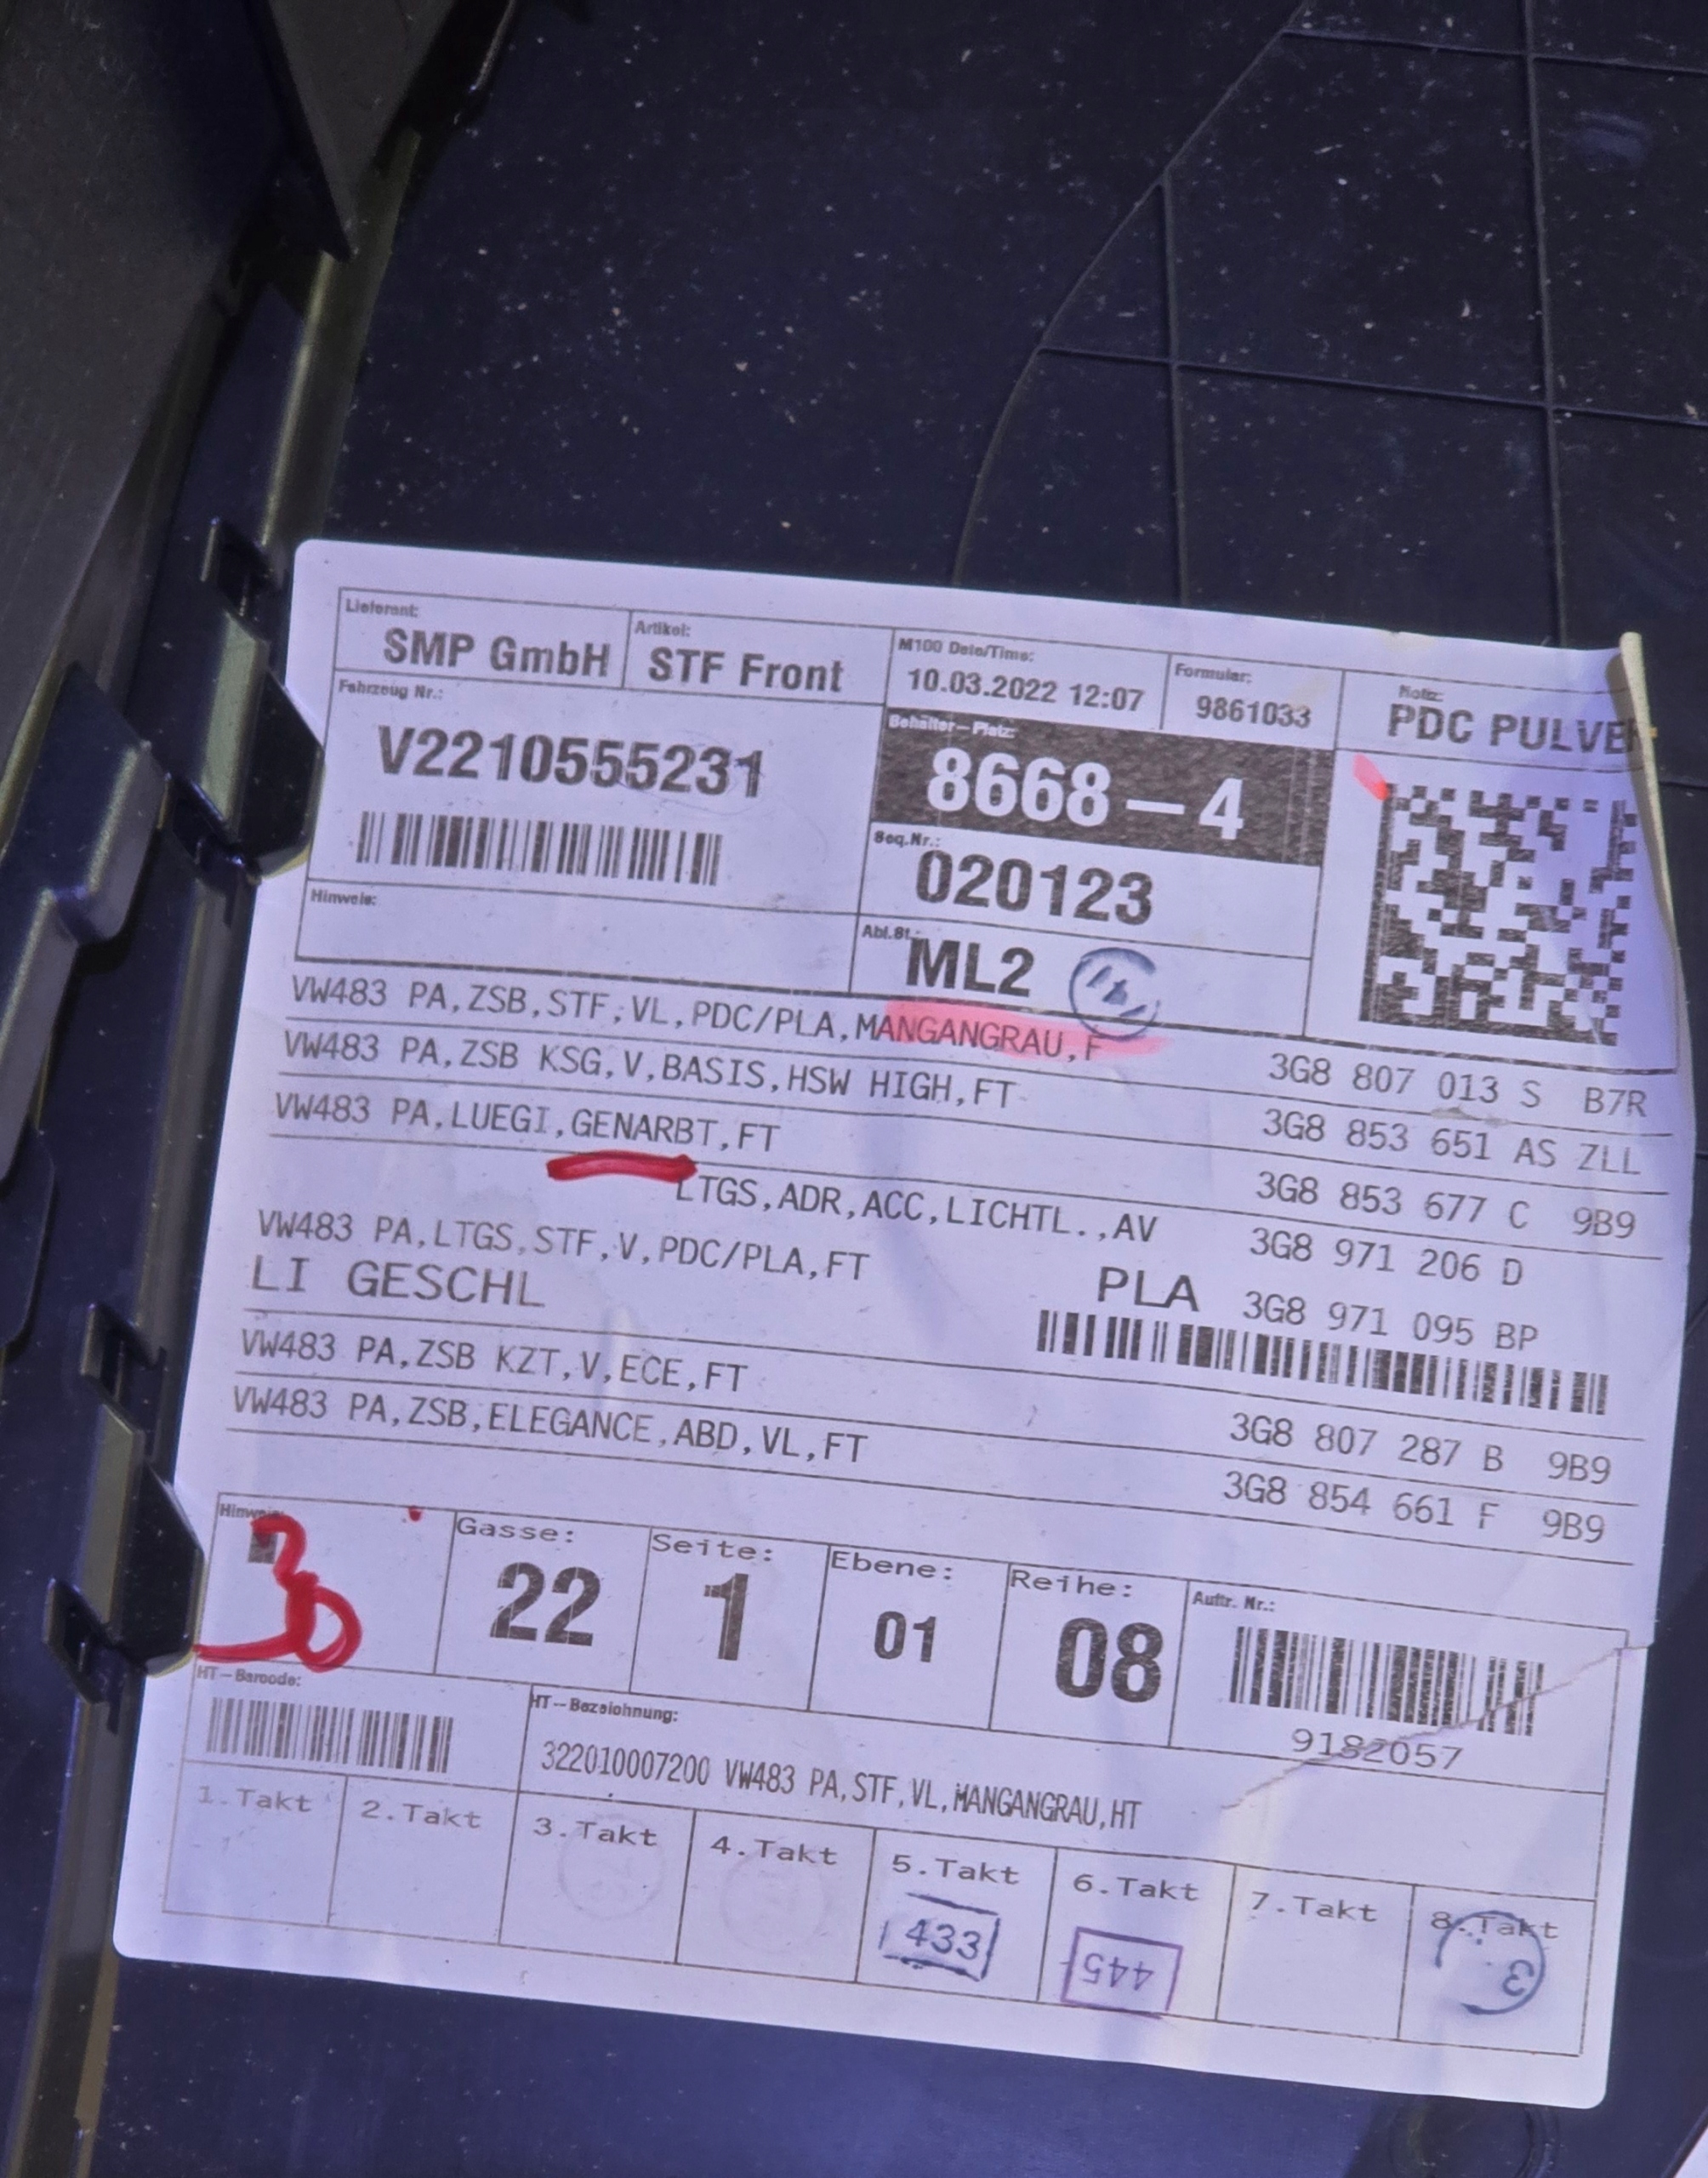 Lieferant: Artikel: M100 Date/Time: Formular: Notiz:
SMP GmbH STF Front 10.03.2022 12:07 9861033 PDC PULVE
Fahrzeug Nr.: Behälter-Platz:
V2210555231 8668-4
Seq.Nr.:
020123
Hinweis: Abl.St.:
ML2
VW483 PA,ZSB,STF,VL,PDC/PLA,MANGANGRAU,F 3G8 807 013 S B7R
VW483 PA,ZSB KSG,V,BASIS,HSW HIGH,FT 3G8 853 651 AS ZLL
VW483 PA,LUEGI,GENARBT,FT 3G8 853 677 C 9B9
LTGS,ADR,ACC,LICHTL.,AV 3G8 971 206 D
VW483 PA,LTGS,STF,V,PDC/PLA,FT 3G8 971 095 BP
LI GESCHL PLA
VW483 PA,ZSB KZT,V,ECE,FT 3G8 807 287 B 9B9
VW483 PA,ZSB,ELEGANCE,ABD,VL,FT 3G8 854 661 F 9B9
Hinweis: Gasse: Seite: Ebene: Reihe: Auftr. Nr.:
22 1 01 08
9182057
HT-Barcode: HT-Bezeichnung:
322010007200 VW483 PA,STF,VL,MANGANGRAU,HT
1.Takt 2.Takt 3.Takt 4.Takt 5.Takt 6.Takt 7.Takt 8.Takt
433 445 3